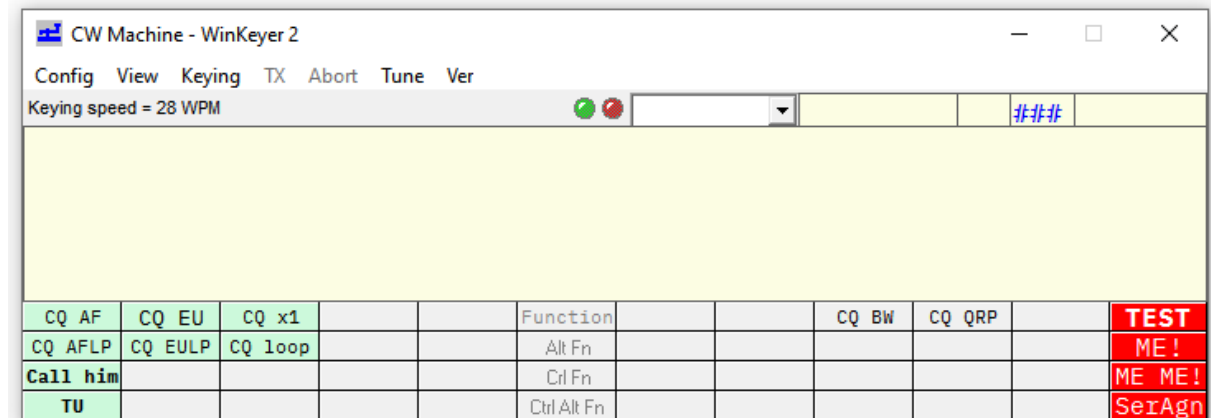 CW Machine - WinKeyer 2
Config View Keying TX Abort Tune Ver
Keying speed = 28 WPM ###
CQ AF CQ EU CQ x1 Function CQ BW CQ QRP TEST
CQ AFLP CQ EULP CQ loop Alt Fn ME!
Call him Crl Fn ME ME!
TU Ctrl Alt Fn SerAgn